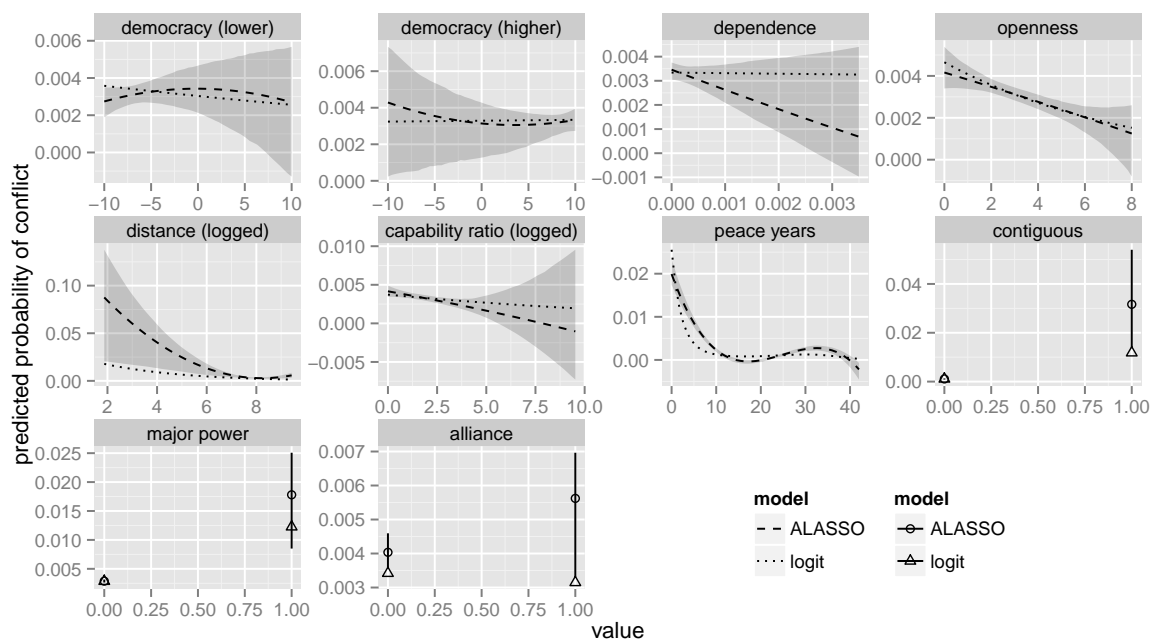 predicted probability of conflict
democracy (lower)
0.006
0.004
0.002
0.000
−10 −5 0 5 10
democracy (higher)
0.006
0.004
0.002
0.000
−10 −5 0 5 10
dependence
0.004
0.003
0.002
0.001
0.000
−0.001
0.000 0.001 0.002 0.003
openness
0.004
0.002
0.000
0 2 4 6 8
distance (logged)
0.10
0.05
0.00
2 4 6 8
capability ratio (logged)
0.010
0.005
0.000
−0.005
0.0 2.5 5.0 7.5 10.0
peace years
0.02
0.01
0.00
0 10 20 30 40
contiguous
0.04
0.02
0.00
0.00 0.25 0.50 0.75 1.00
major power
0.025
0.020
0.015
0.010
0.005
0.00 0.25 0.50 0.75 1.00
alliance
0.007
0.006
0.005
0.004
0.003
0.00 0.25 0.50 0.75 1.00
model
ALASSO
logit
model
ALASSO
logit
value